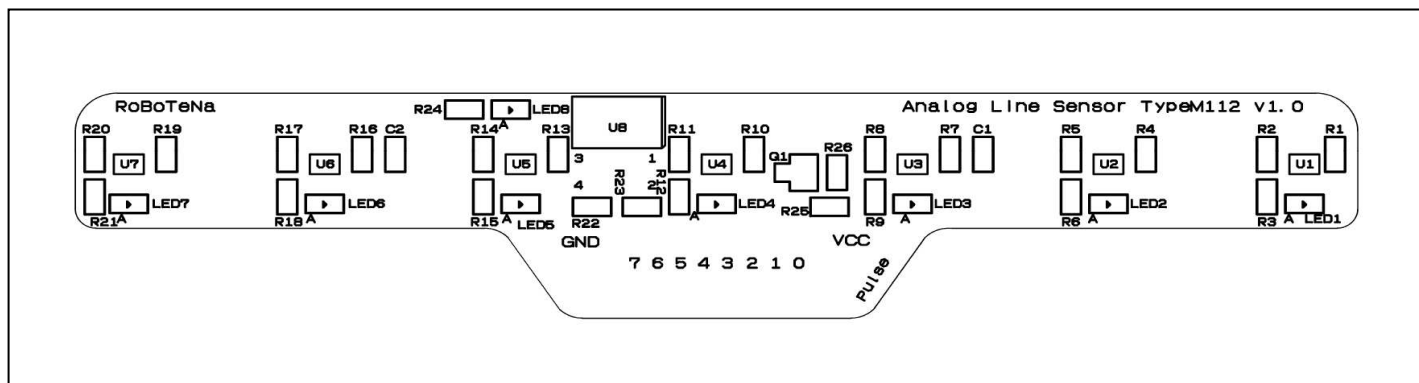 RoBoTeNa Analog Line Sensor TypeM112 v1.0
R24 A LED8 U8
R20 R19 R17 R16 C2 R14 R13 R11 R10 R8 R7 C1 R5 R4 R2 R1
3 1 Q1 R26
U7 U6 U5 U4 U3 U2 U1
4 R23 2 R12
A LED7 A LED6 A LED5 A LED4 A LED3 A LED2 A LED1
R21 R18 R15 R22 R25 R9 R6 R3
GND VCC
7 6 5 4 3 2 1 0
Pulse